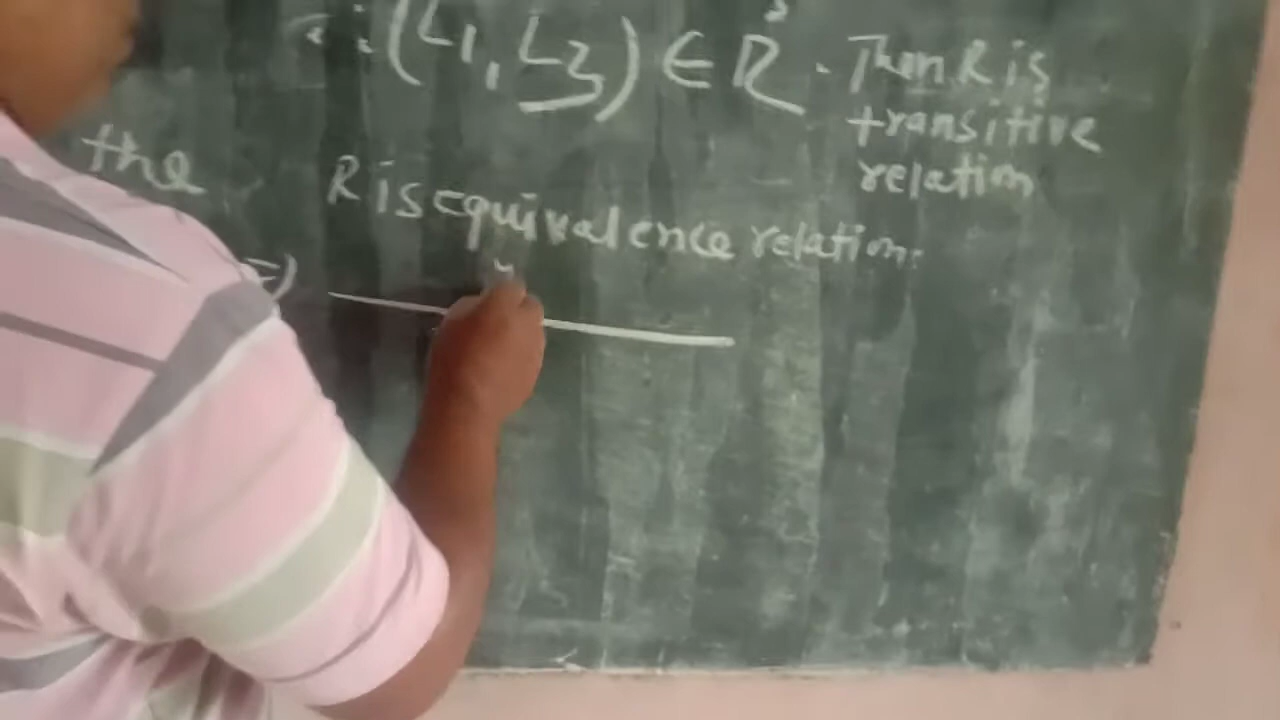 (L1, L3) ∈ R. Then R is
transitive
relation
the R is equivalence relation.
=)